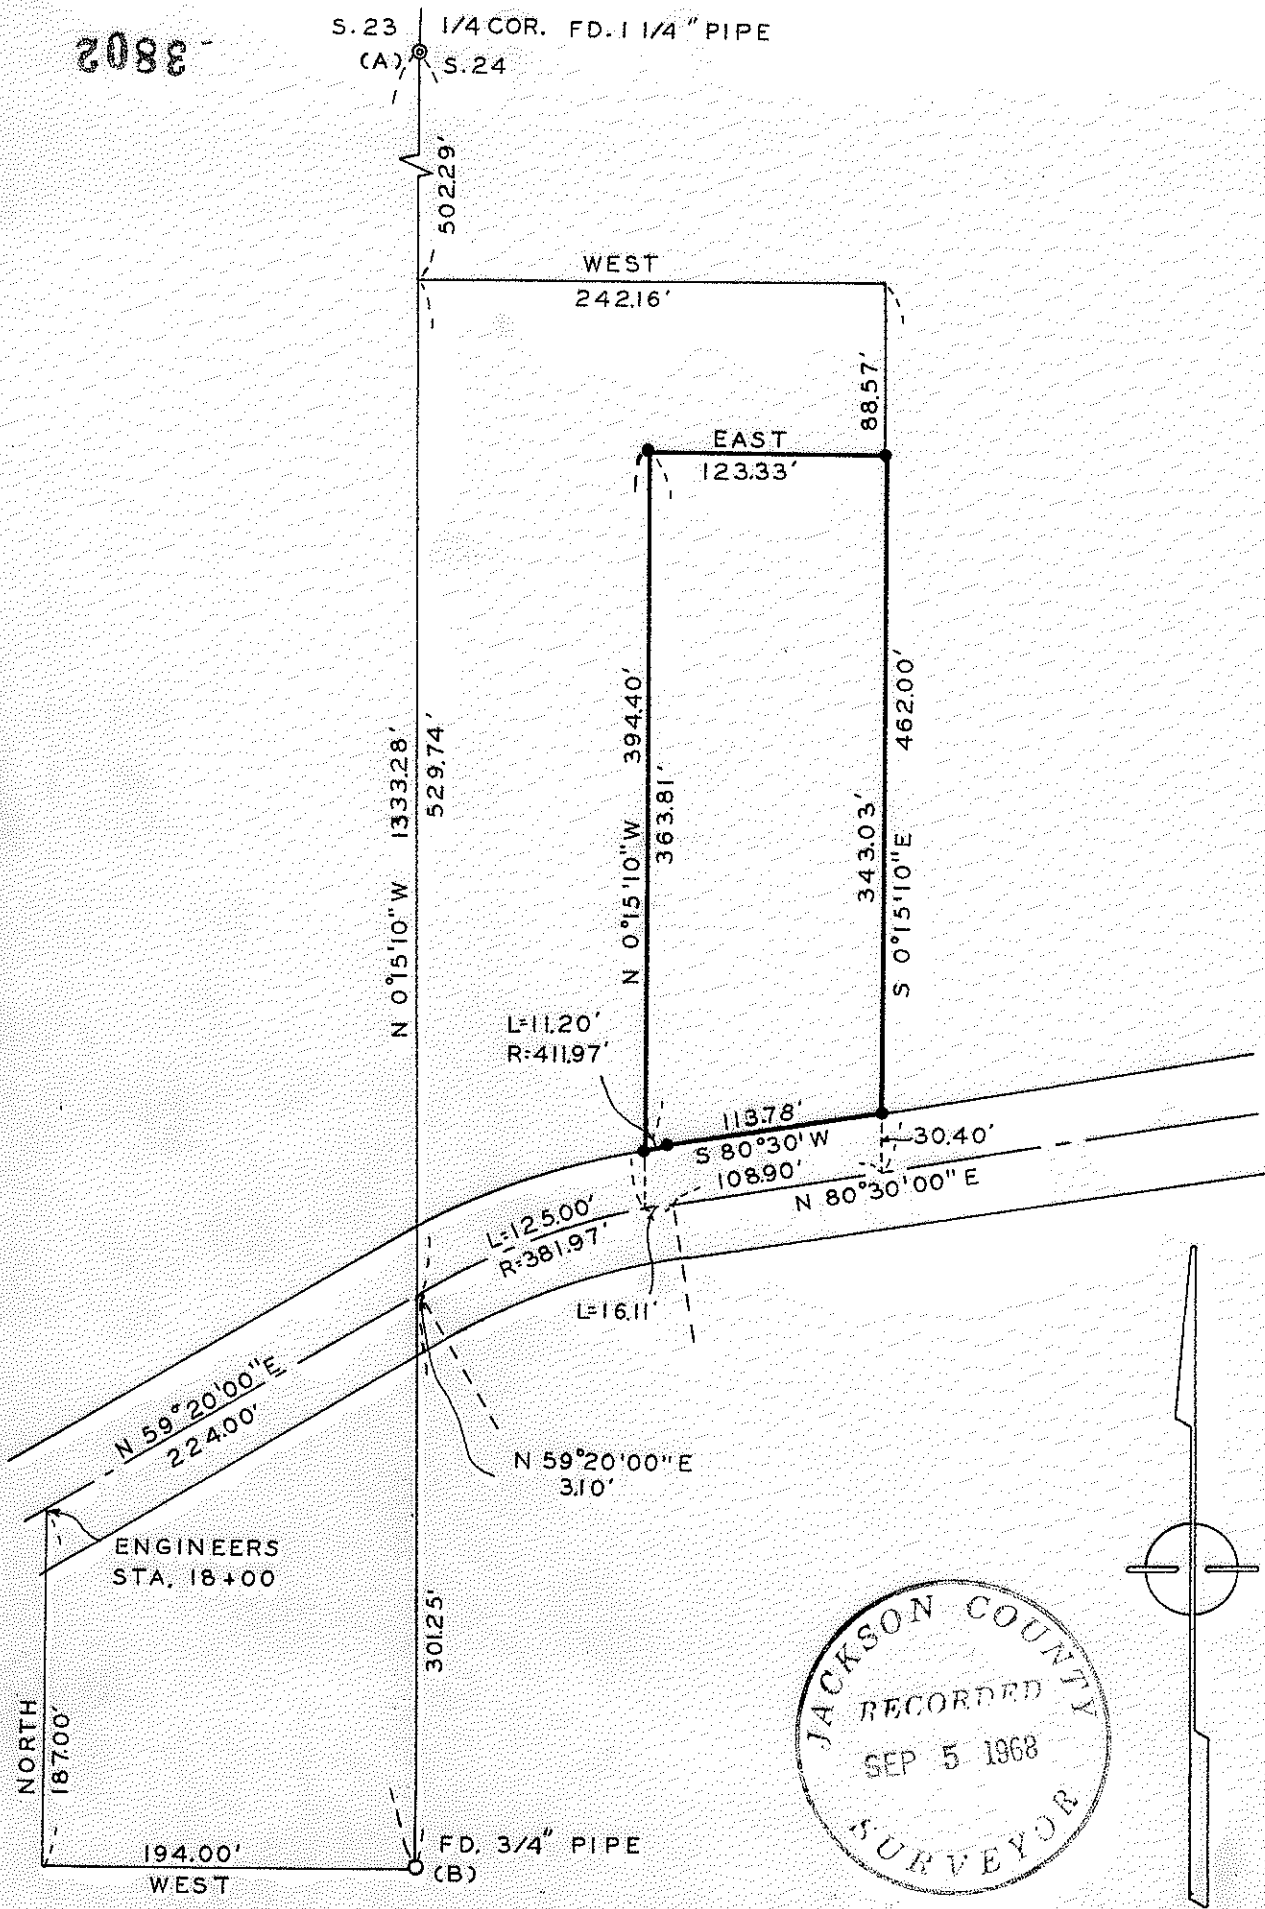 3802
S. 23 1/4 COR. FD. 1 1/4" PIPE
(A) S. 24
502.29'
WEST
242.16'
88.57'
EAST
123.33'
N 0°15'10" W 1333.28'
529.74'
N 0°15'10" W 394.40'
363.81'
343.03'
S 0°15'10" E 462.00'
L=11.20'
R=411.97'
113.78'
S 80°30' W
108.90'
30.40'
N 80°30'00" E
L=125.00'
R=381.97'
L=16.11'
N 59°20'00" E
224.00'
N 59°20'00" E
3.10'
ENGINEERS
STA. 18+00
301.25'
NORTH
187.00'
194.00'
WEST
FD. 3/4" PIPE
(B)
JACKSON COUNTY
RECORDED
SEP 5 1968
SURVEYOR